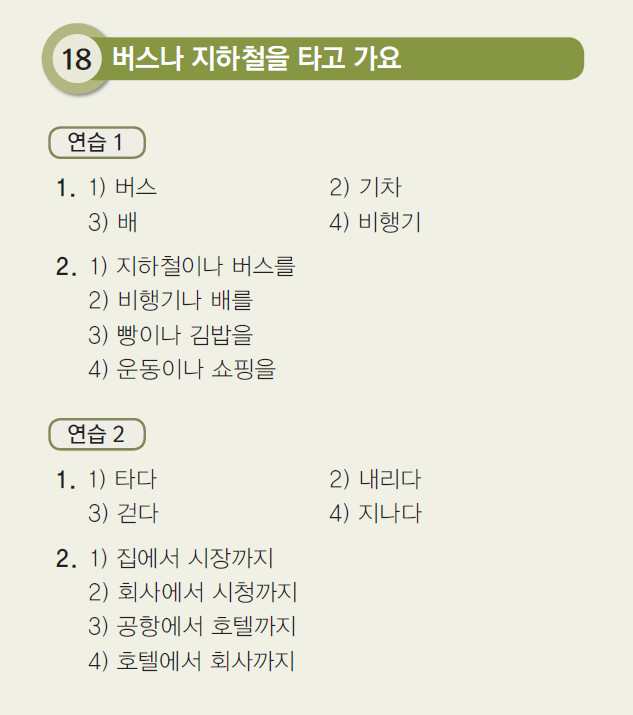 18 버스나 지하철을 타고 가요
연습 1
1. 1) 버스 2) 기차
3) 배 4) 비행기
2. 1) 지하철이나 버스를
2) 비행기나 배를
3) 빵이나 김밥을
4) 운동이나 쇼핑을
연습 2
1. 1) 타다 2) 내리다
3) 걷다 4) 지나다
2. 1) 집에서 시장까지
2) 회사에서 시청까지
3) 공항에서 호텔까지
4) 호텔에서 회사까지